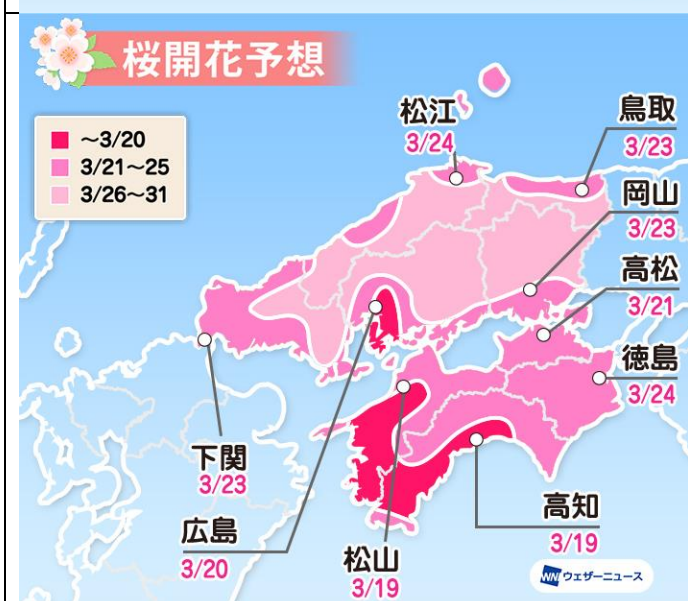 桜開花予想
～3/20
3/21～25
3/26～31
松江
3/24
鳥取
3/23
岡山
3/23
高松
3/21
徳島
3/24
下関
3/23
広島
3/20
松山
3/19
高知
3/19
WNI ウェザーニュース